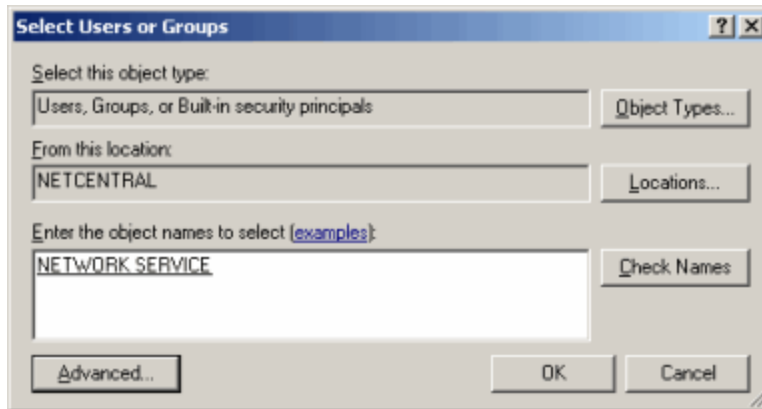 Select Users or Groups
Select this object type:
Users, Groups, or Built-in security principals
Object Types...
From this location:
NETCENTRAL
Locations...
Enter the object names to select (examples):
NETWORK SERVICE
Check Names
Advanced...
OK
Cancel